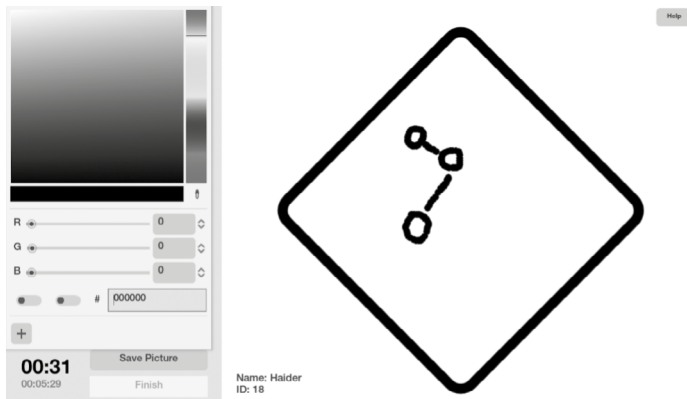 Help
R 0
G 0
B 0
# 000000
+
00:31
00:05:29
Save Picture
Finish
Name: Haider
ID: 18